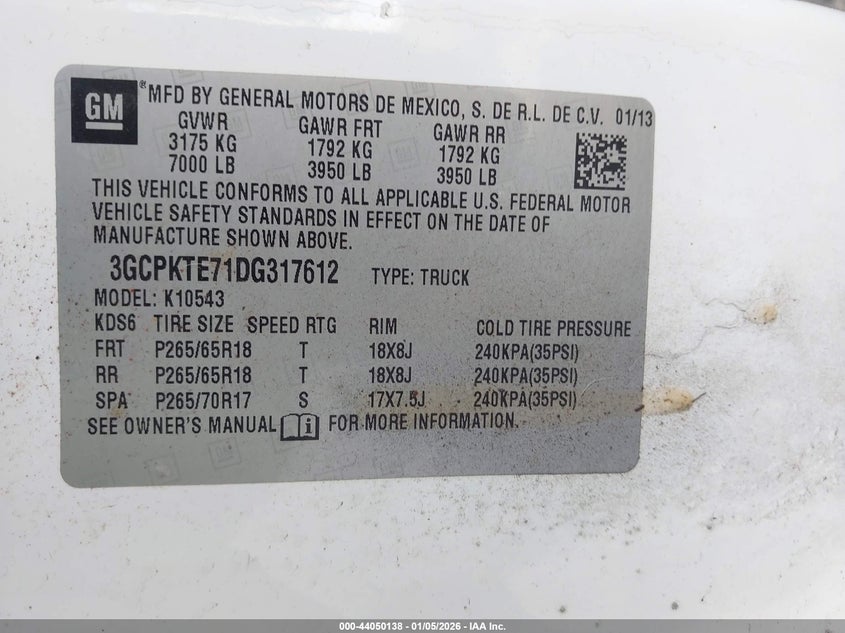 GM
® MFD BY GENERAL MOTORS DE MEXICO, S. DE R.L. DE C.V. 01/13
GVWR GAWR FRT GAWR RR
3175 KG 1792 KG 1792 KG
7000 LB 3950 LB 3950 LB
THIS VEHICLE CONFORMS TO ALL APPLICABLE U.S. FEDERAL MOTOR
VEHICLE SAFETY STANDARDS IN EFFECT ON THE DATE OF
MANUFACTURE SHOWN ABOVE.
3GCPKTE71DG317612 TYPE: TRUCK
MODEL: K10543
KDS6 TIRE SIZE SPEED RTG RIM COLD TIRE PRESSURE
FRT P265/65R18 T 18X8J 240KPA(35PSI)
RR P265/65R18 T 18X8J 240KPA(35PSI)
SPA P265/70R17 S 17X7.5J 240KPA(35PSI)
SEE OWNER'S MANUAL FOR MORE INFORMATION.
000-44050138 - 01/05/2026 - IAA Inc.